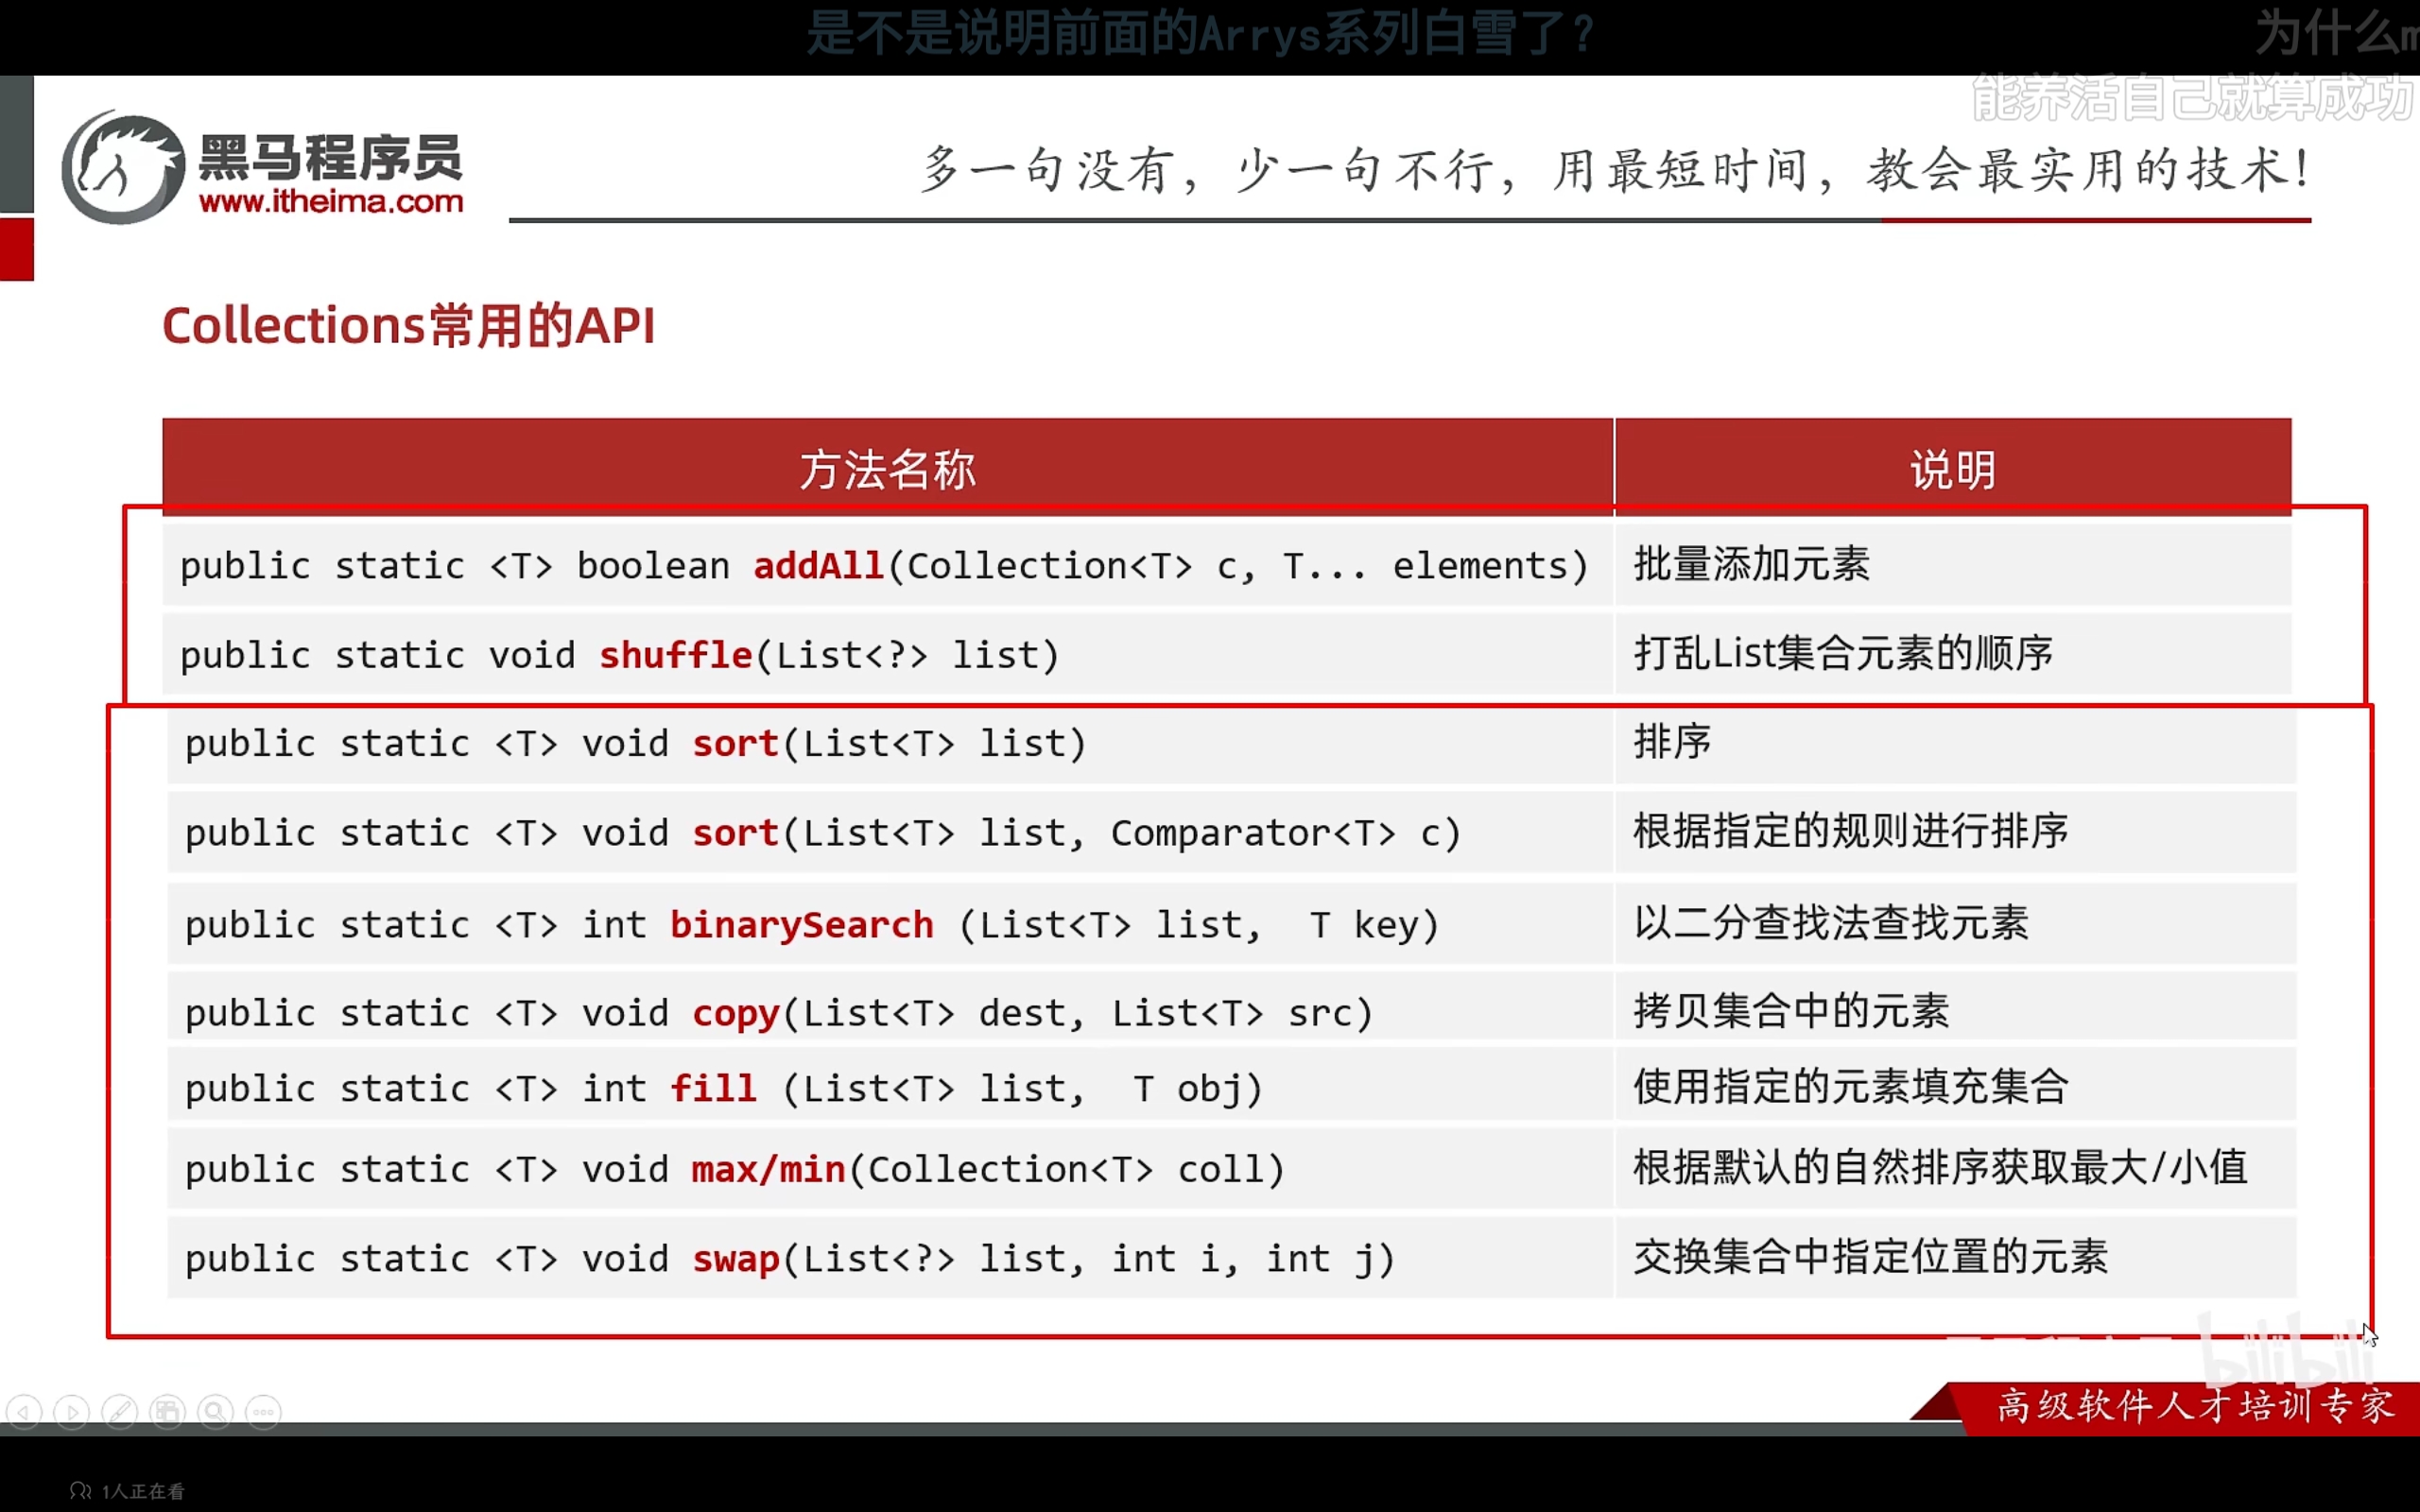 是不是说明前面的Arrys系列白雪了？
为什么m
能养活自己就算成功
黑马程序员
www.itheima.com
多一句没有，少一句不行，用最短时间，教会最实用的技术！
Collections常用的API
方法名称 说明
public static <T> boolean addAll(Collection<T> c, T... elements) 批量添加元素
public static void shuffle(List<?> list) 打乱List集合元素的顺序
public static <T> void sort(List<T> list) 排序
public static <T> void sort(List<T> list, Comparator<T> c) 根据指定的规则进行排序
public static <T> int binarySearch (List<T> list, T key) 以二分查找法查找元素
public static <T> void copy(List<T> dest, List<T> src) 拷贝集合中的元素
public static <T> int fill (List<T> list, T obj) 使用指定的元素填充集合
public static <T> void max/min(Collection<T> coll) 根据默认的自然排序获取最大/小值
public static <T> void swap(List<?> list, int i, int j) 交换集合中指定位置的元素
bilibili
高级软件人才培训专家
1人正在看